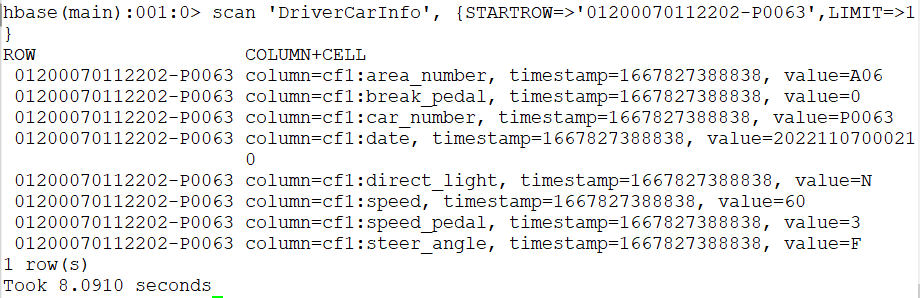 hbase(main):001:0> scan 'DriverCarInfo', {STARTROW=>'01200070112202-P0063',LIMIT=>1
}
ROW                   COLUMN+CELL
 01200070112202-P0063 column=cf1:area_number, timestamp=1667827388838, value=A06
 01200070112202-P0063 column=cf1:break_pedal, timestamp=1667827388838, value=0
 01200070112202-P0063 column=cf1:car_number, timestamp=1667827388838, value=P0063
 01200070112202-P0063 column=cf1:date, timestamp=1667827388838, value=2022110700021
                      0
 01200070112202-P0063 column=cf1:direct_light, timestamp=1667827388838, value=N
 01200070112202-P0063 column=cf1:speed, timestamp=1667827388838, value=60
 01200070112202-P0063 column=cf1:speed_pedal, timestamp=1667827388838, value=3
 01200070112202-P0063 column=cf1:steer_angle, timestamp=1667827388838, value=F
1 row(s)
Took 8.0910 seconds